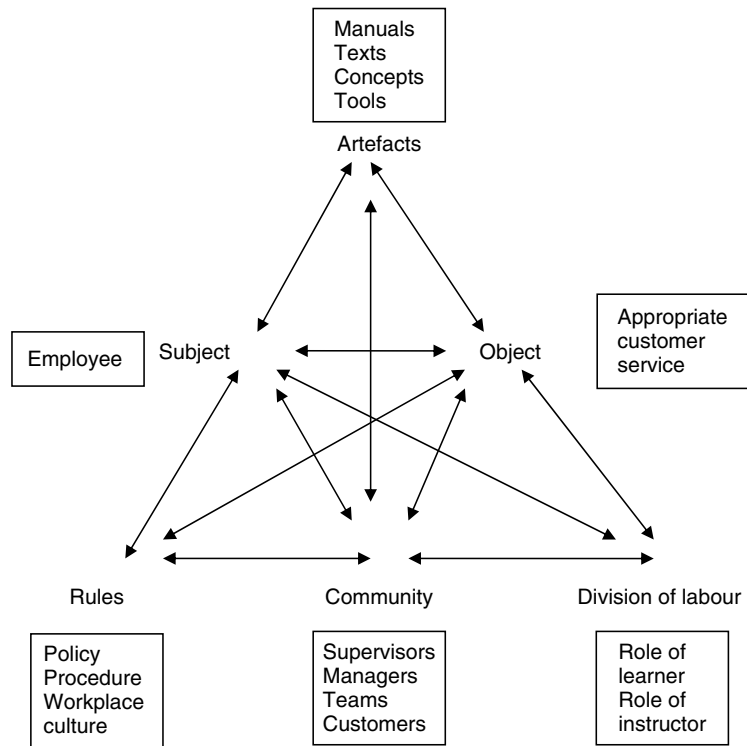 Manuals
Texts
Concepts
Tools
Artefacts
Employee
Subject
Object
Appropriate
customer
service
Rules
Community
Division of labour
Policy
Procedure
Workplace
culture
Supervisors
Managers
Teams
Customers
Role of
learner
Role of
instructor